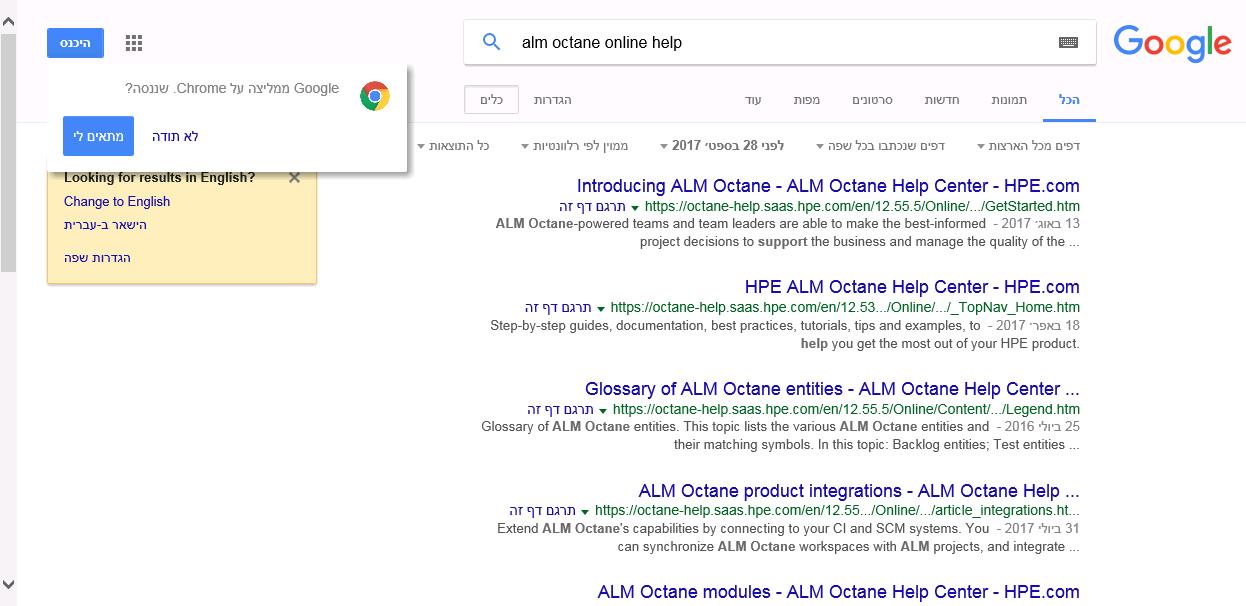 היכנס
alm octane online help
Google
Google ממליצה על Chrome. שננסה?
לא תודה
מתאים לי
הכל
תמונות
חדשות
סרטונים
מפות
עוד
הגדרות
כלים
דפים מכל הארצות
דפים שנכתבו בכל שפה
לפני 28 בספט׳ 2017
ממוין לפי רלוונטיות
כל התוצאות
Looking for results in English?
Change to English
הישאר ב-עברית
הגדרות שפה
Introducing ALM Octane - ALM Octane Help Center - HPE.com
https://octane-help.saas.hpe.com/en/12.55.5/Online/.../GetStarted.htm תרגם דף זה
13 באוג׳ 2017 - ALM Octane-powered teams and team leaders are able to make the best-informed
project decisions to support the business and manage the quality of the ...
HPE ALM Octane Help Center - HPE.com
https://octane-help.saas.hpe.com/en/12.53.../Online/.../_TopNav_Home.htm תרגם דף זה
18 באפר׳ 2017 - Step-by-step guides, documentation, best practices, tutorials, tips and examples, to
help you get the most out of your HPE product.
Glossary of ALM Octane entities - ALM Octane Help Center ...
https://octane-help.saas.hpe.com/en/12.55.5/Online/Content/.../Legend.htm תרגם דף זה
25 ביולי 2016 - Glossary of ALM Octane entities. This topic lists the various ALM Octane entities and
their matching symbols. In this topic: Backlog entities; Test entities ...
ALM Octane product integrations - ALM Octane Help ...
https://octane-help.saas.hpe.com/en/12.55.../Online/.../article_integrations.ht... תרגם דף זה
31 ביולי 2017 - Extend ALM Octane's capabilities by connecting to your CI and SCM systems. You
can synchronize ALM Octane workspaces with ALM projects, and integrate ...
ALM Octane modules - ALM Octane Help Center - HPE.com